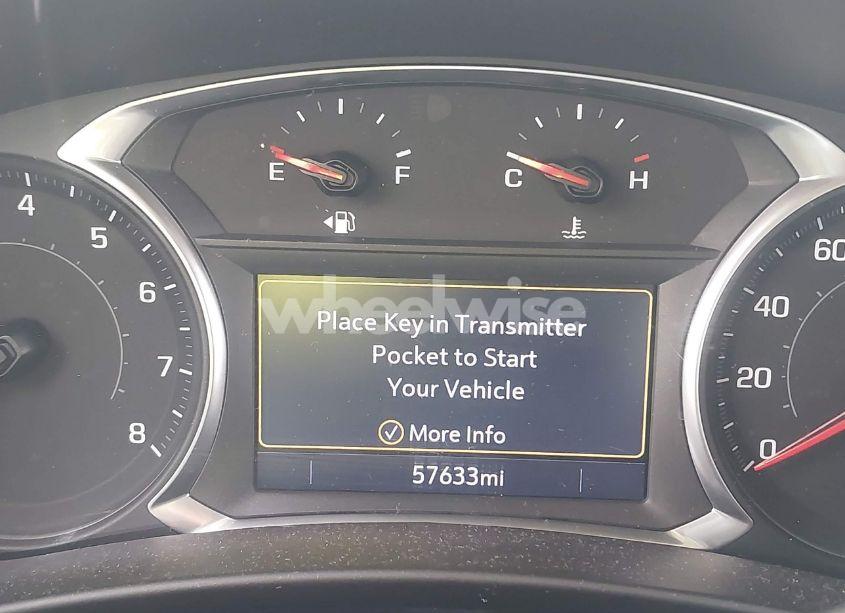 E F C H
4
5
6
7
8
60
40
20
0
wheelwise
Place Key in Transmitter
Pocket to Start
Your Vehicle
More Info
57633mi